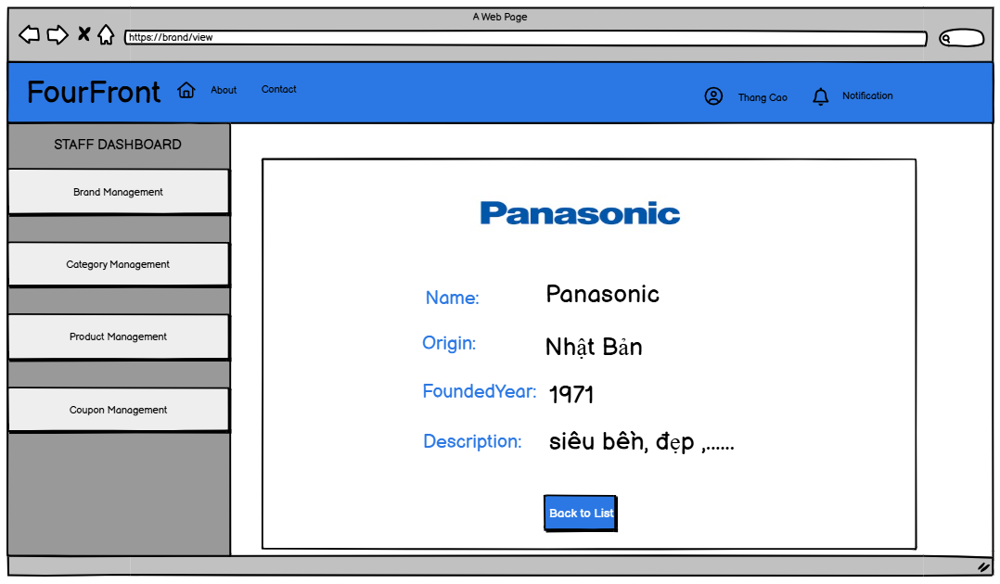 A Web Page
https://brand/view
FourFront
About
Contact
Thang Cao
Notification
STAFF DASHBOARD
Brand Management
Category Management
Product Management
Coupon Management
Panasonic
Name: Panasonic
Origin: Nhật Bản
FoundedYear: 1971
Description: siêu bền, đẹp ,......
Back to List